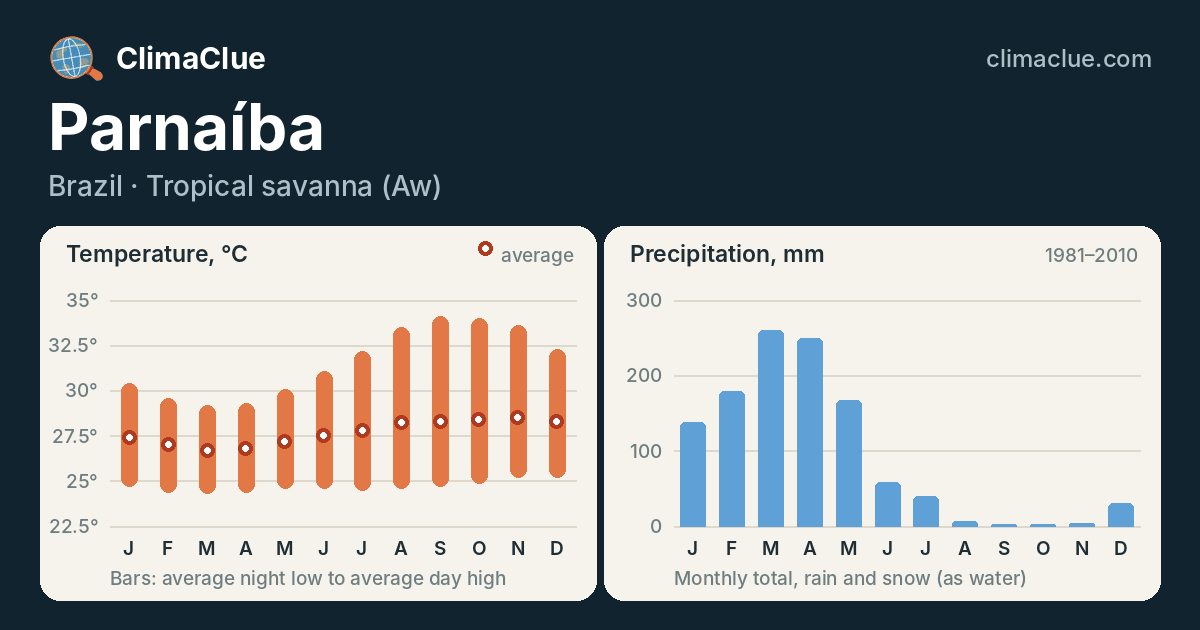 ClimaClue
climaclue.com
Parnaíba
Brazil · Tropical savanna (Aw)
Temperature, °C
average
35°
32.5°
30°
27.5°
25°
22.5°
J F M A M J J A S O N D
Bars: average night low to average day high
Precipitation, mm
1981–2010
300
200
100
0
J F M A M J J A S O N D
Monthly total, rain and snow (as water)